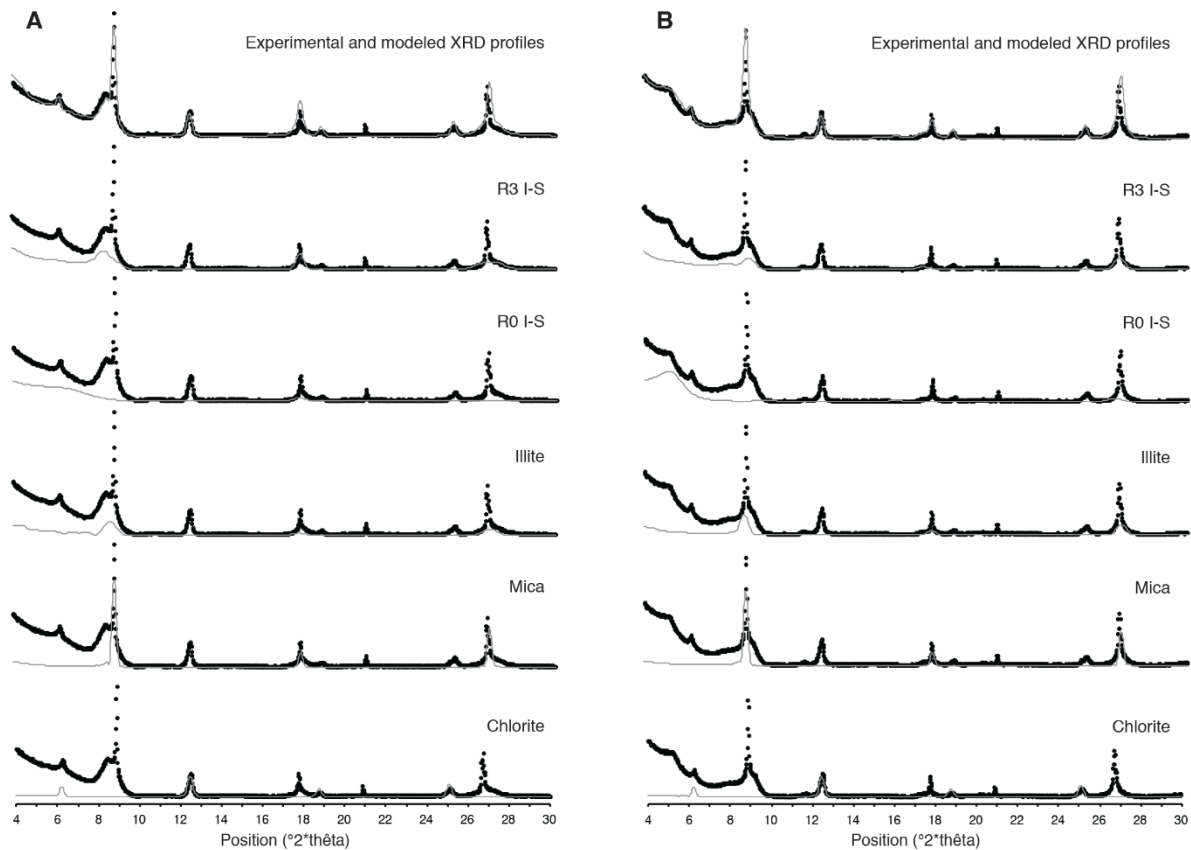 A
Experimental and modeled XRD profiles
R3 I-S
R0 I-S
Illite
Mica
Chlorite
4 6 8 10 12 14 16 18 20 22 24 26 28 30
Position (°2*thêta)
B
Experimental and modeled XRD profiles
R3 I-S
R0 I-S
Illite
Mica
Chlorite
4 6 8 10 12 14 16 18 20 22 24 26 28 30
Position (°2*thêta)